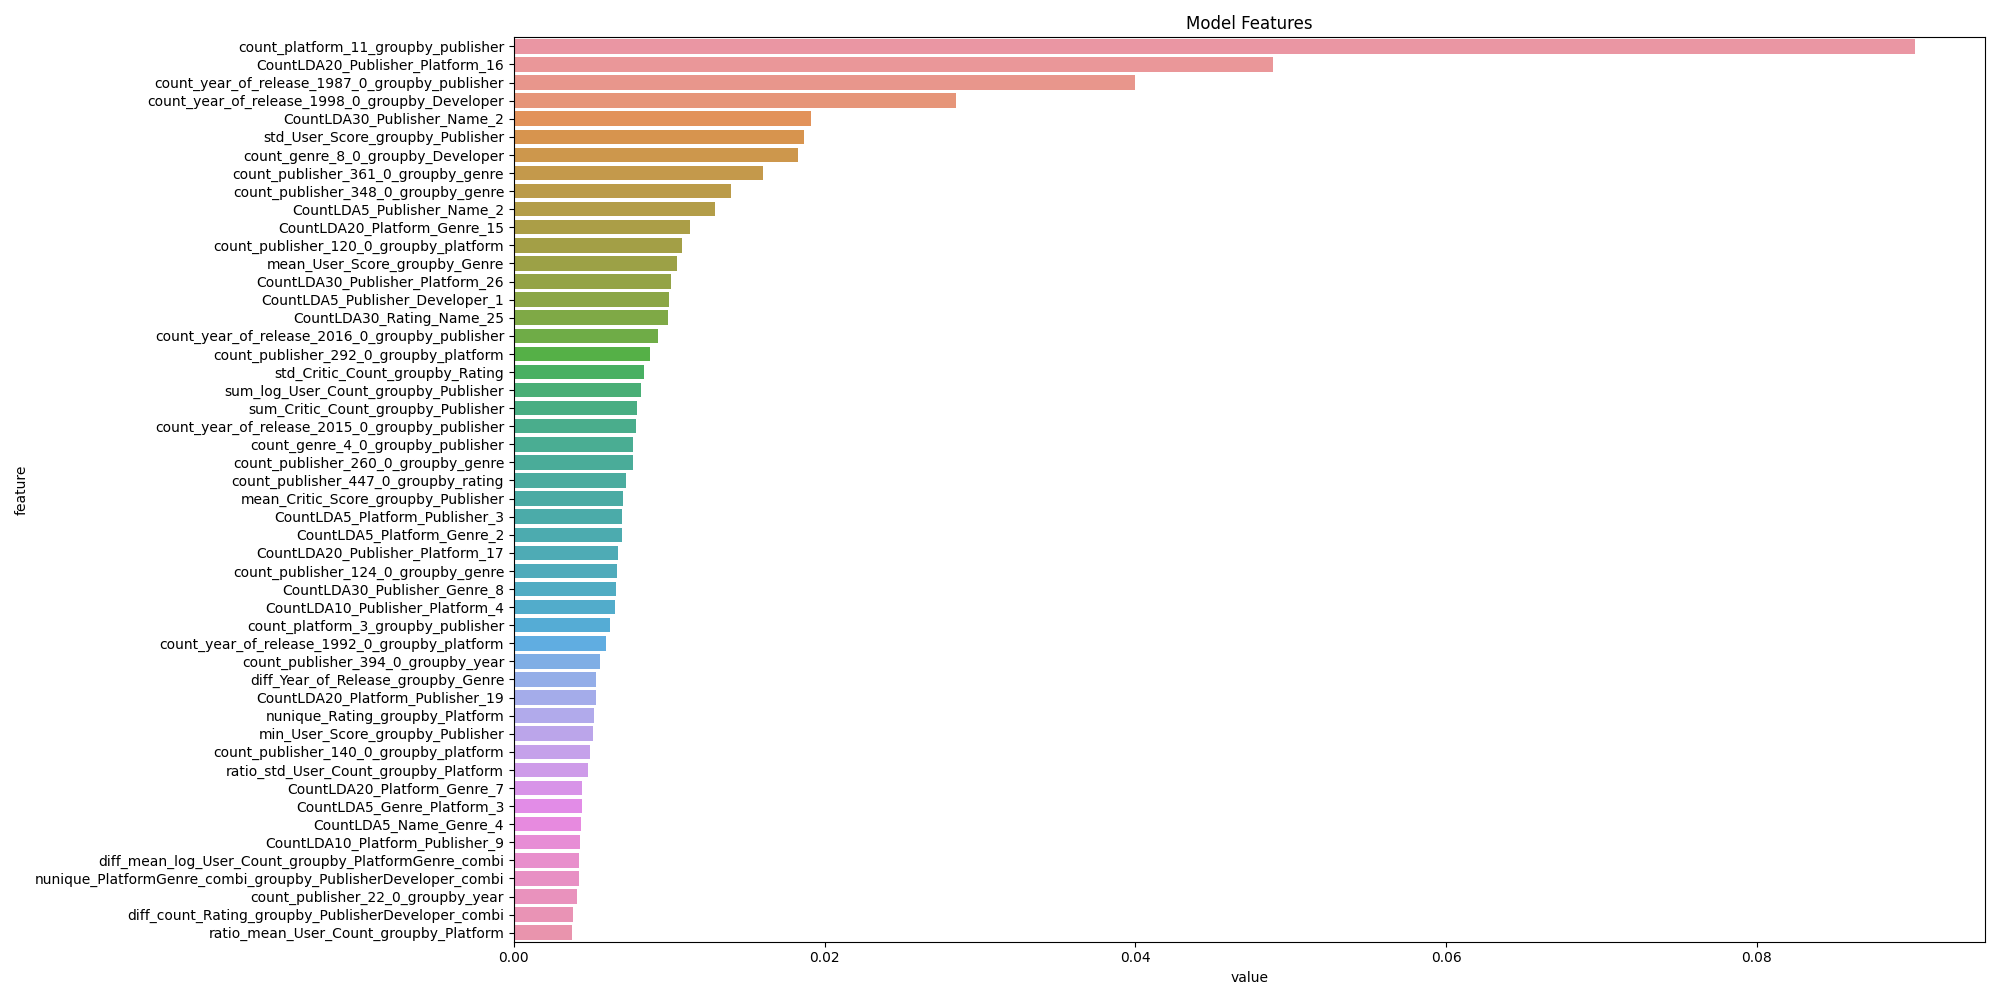 Model Features
count_platform_11_groupby_publisher
CountLDA20_Publisher_Platform_16
count_year_of_release_1987_0_groupby_publisher
count_year_of_release_1998_0_groupby_Developer
CountLDA30_Publisher_Name_2
std_User_Score_groupby_Publisher
count_genre_8_0_groupby_Developer
count_publisher_361_0_groupby_genre
count_publisher_348_0_groupby_genre
CountLDA5_Publisher_Name_2
CountLDA20_Platform_Genre_15
count_publisher_120_0_groupby_platform
mean_User_Score_groupby_Genre
CountLDA30_Publisher_Platform_26
CountLDA5_Publisher_Developer_1
CountLDA30_Rating_Name_25
count_year_of_release_2016_0_groupby_publisher
count_publisher_292_0_groupby_platform
std_Critic_Count_groupby_Rating
sum_log_User_Count_groupby_Publisher
sum_Critic_Count_groupby_Publisher
count_year_of_release_2015_0_groupby_publisher
count_genre_4_0_groupby_publisher
count_publisher_260_0_groupby_genre
count_publisher_447_0_groupby_rating
mean_Critic_Score_groupby_Publisher
CountLDA5_Platform_Publisher_3
CountLDA5_Platform_Genre_2
CountLDA20_Publisher_Platform_17
count_publisher_124_0_groupby_genre
CountLDA30_Publisher_Genre_8
CountLDA10_Publisher_Platform_4
count_platform_3_groupby_publisher
count_year_of_release_1992_0_groupby_platform
count_publisher_394_0_groupby_year
diff_Year_of_Release_groupby_Genre
CountLDA20_Platform_Publisher_19
nunique_Rating_groupby_Platform
min_User_Score_groupby_Publisher
count_publisher_140_0_groupby_platform
ratio_std_User_Count_groupby_Platform
CountLDA20_Platform_Genre_7
CountLDA5_Genre_Platform_3
CountLDA5_Name_Genre_4
CountLDA10_Platform_Publisher_9
diff_mean_log_User_Count_groupby_PlatformGenre_combi
nunique_PlatformGenre_combi_groupby_PublisherDeveloper_combi
count_publisher_22_0_groupby_year
diff_count_Rating_groupby_PublisherDeveloper_combi
ratio_mean_User_Count_groupby_Platform
feature
0.00 0.02 0.04 0.06 0.08
value